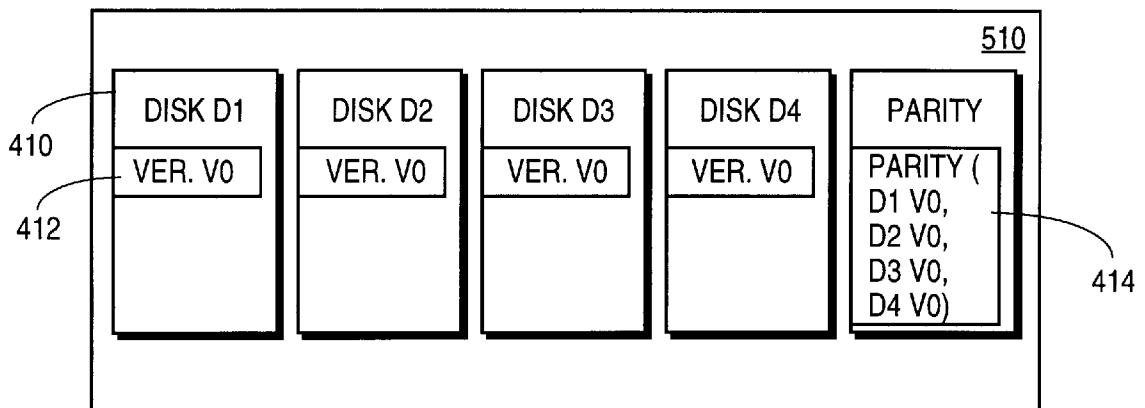 510
DISK D1
DISK D2
DISK D3
DISK D4
PARITY
410
VER. V0
VER. V0
VER. V0
VER. V0
PARITY (
D1 V0,
D2 V0,
D3 V0,
D4 V0)
412
414